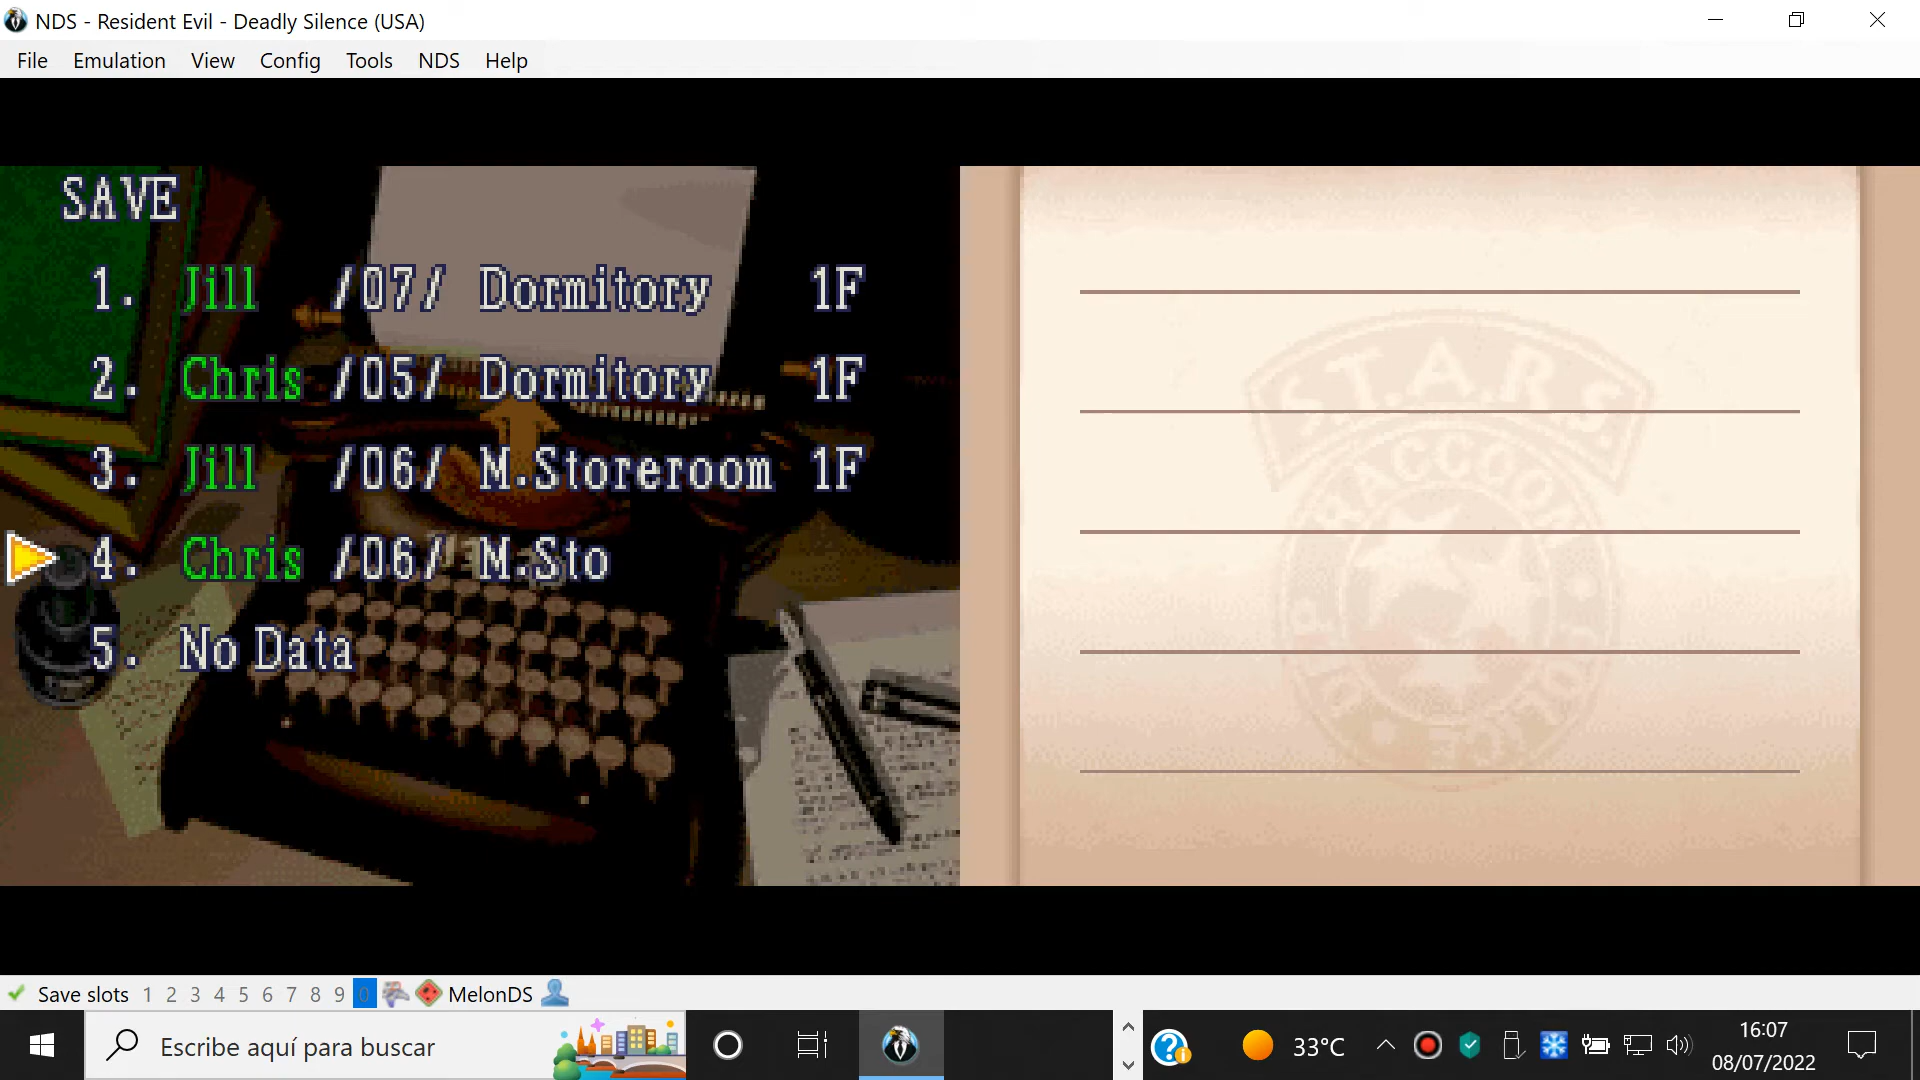 NDS - Resident Evil - Deadly Silence (USA)
File Emulation View Config Tools NDS Help
SAVE
1. Jill /07/ Dormitory 1F
2. Chris /05/ Dormitory 1F
3. Jill /06/ M.Storeroom 1F
4. Chris /06/ M.Sto
5. No Data
S.T.A.R.S.
RACCOON
POLICE
Save slots 1 2 3 4 5 6 7 8 9 0 MelonDS
Escribe aquí para buscar
33°C
16:07
08/07/2022